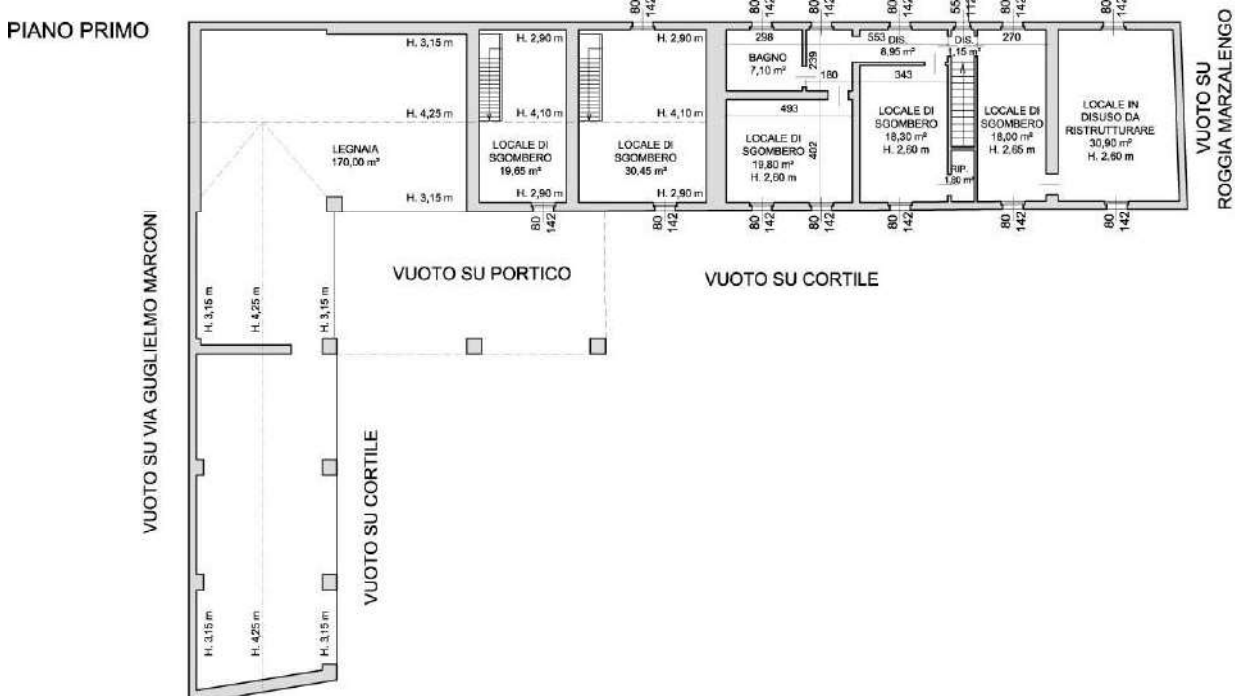 PIANO PRIMO
80
142
80
142
80
142
80
142
55
112
80
142
80
142
H. 3,15 m
H. 2,90 m
H. 2,90 m
298
553
DIS.
8,95 m²
DIS.
1,15 m²
270
BAGNO
7,10 m²
239
180
343
H. 4,25 m
H. 4,10 m
H. 4,10 m
493
LEGNAIA
170,00 m²
LOCALE DI
SGOMBERO
19,65 m²
LOCALE DI
SGOMBERO
30,45 m²
LOCALE DI
SGOMBERO
19,80 m²
H. 2,60 m
402
LOCALE DI
SGOMBERO
18,30 m²
H. 2,60 m
LOCALE DI
SGOMBERO
18,00 m²
H. 2,65 m
LOCALE IN
DISUSO DA
RISTRUTTURARE
30,90 m²
H. 2,60 m
RIP.
1,80 m²
H. 3,15 m
H. 2,90 m
H. 2,90 m
80
142
80
142
80
142
80
142
80
142
80
142
80
142
VUOTO SU
ROGGIA MARZALENGO
VUOTO SU PORTICO
VUOTO SU CORTILE
VUOTO SU VIA GUGLIELMO MARCONI
H. 3,15 m
H. 4,25 m
H. 3,15 m
VUOTO SU CORTILE
H. 3,15 m
H. 4,25 m
H. 3,15 m